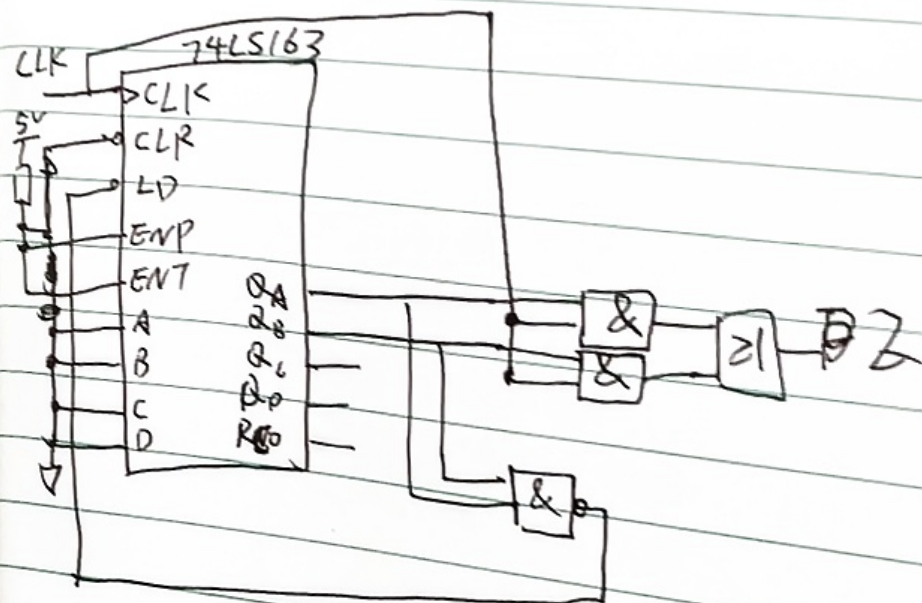 74LS163
CLK
CLK
5V
CLR
LD
ENP
ENT
QA
&
A
QB
≥1
Z
B
QC
&
C
QD
D
RCO
&